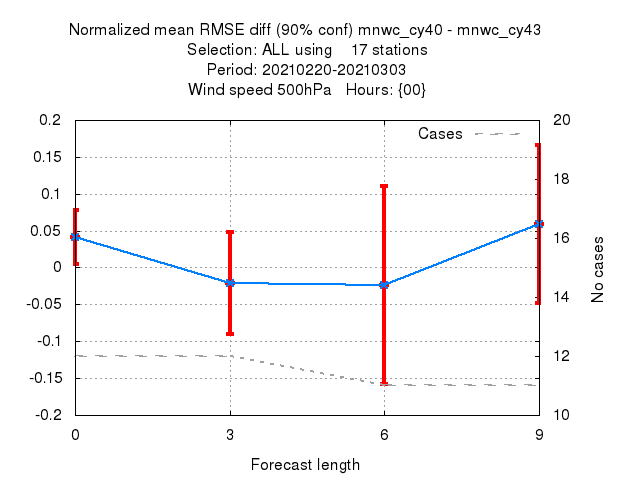 Normalized mean RMSE diff (90% conf) mnwc_cy40 - mnwc_cy43
Selection: ALL using    17 stations
Period: 20210220-20210303
Wind speed 500hPa   Hours: {00}
Cases
0.2
0.15
0.1
0.05
0
-0.05
-0.1
-0.15
-0.2
20
18
16
14
12
10
No cases
0 3 6 9
Forecast length